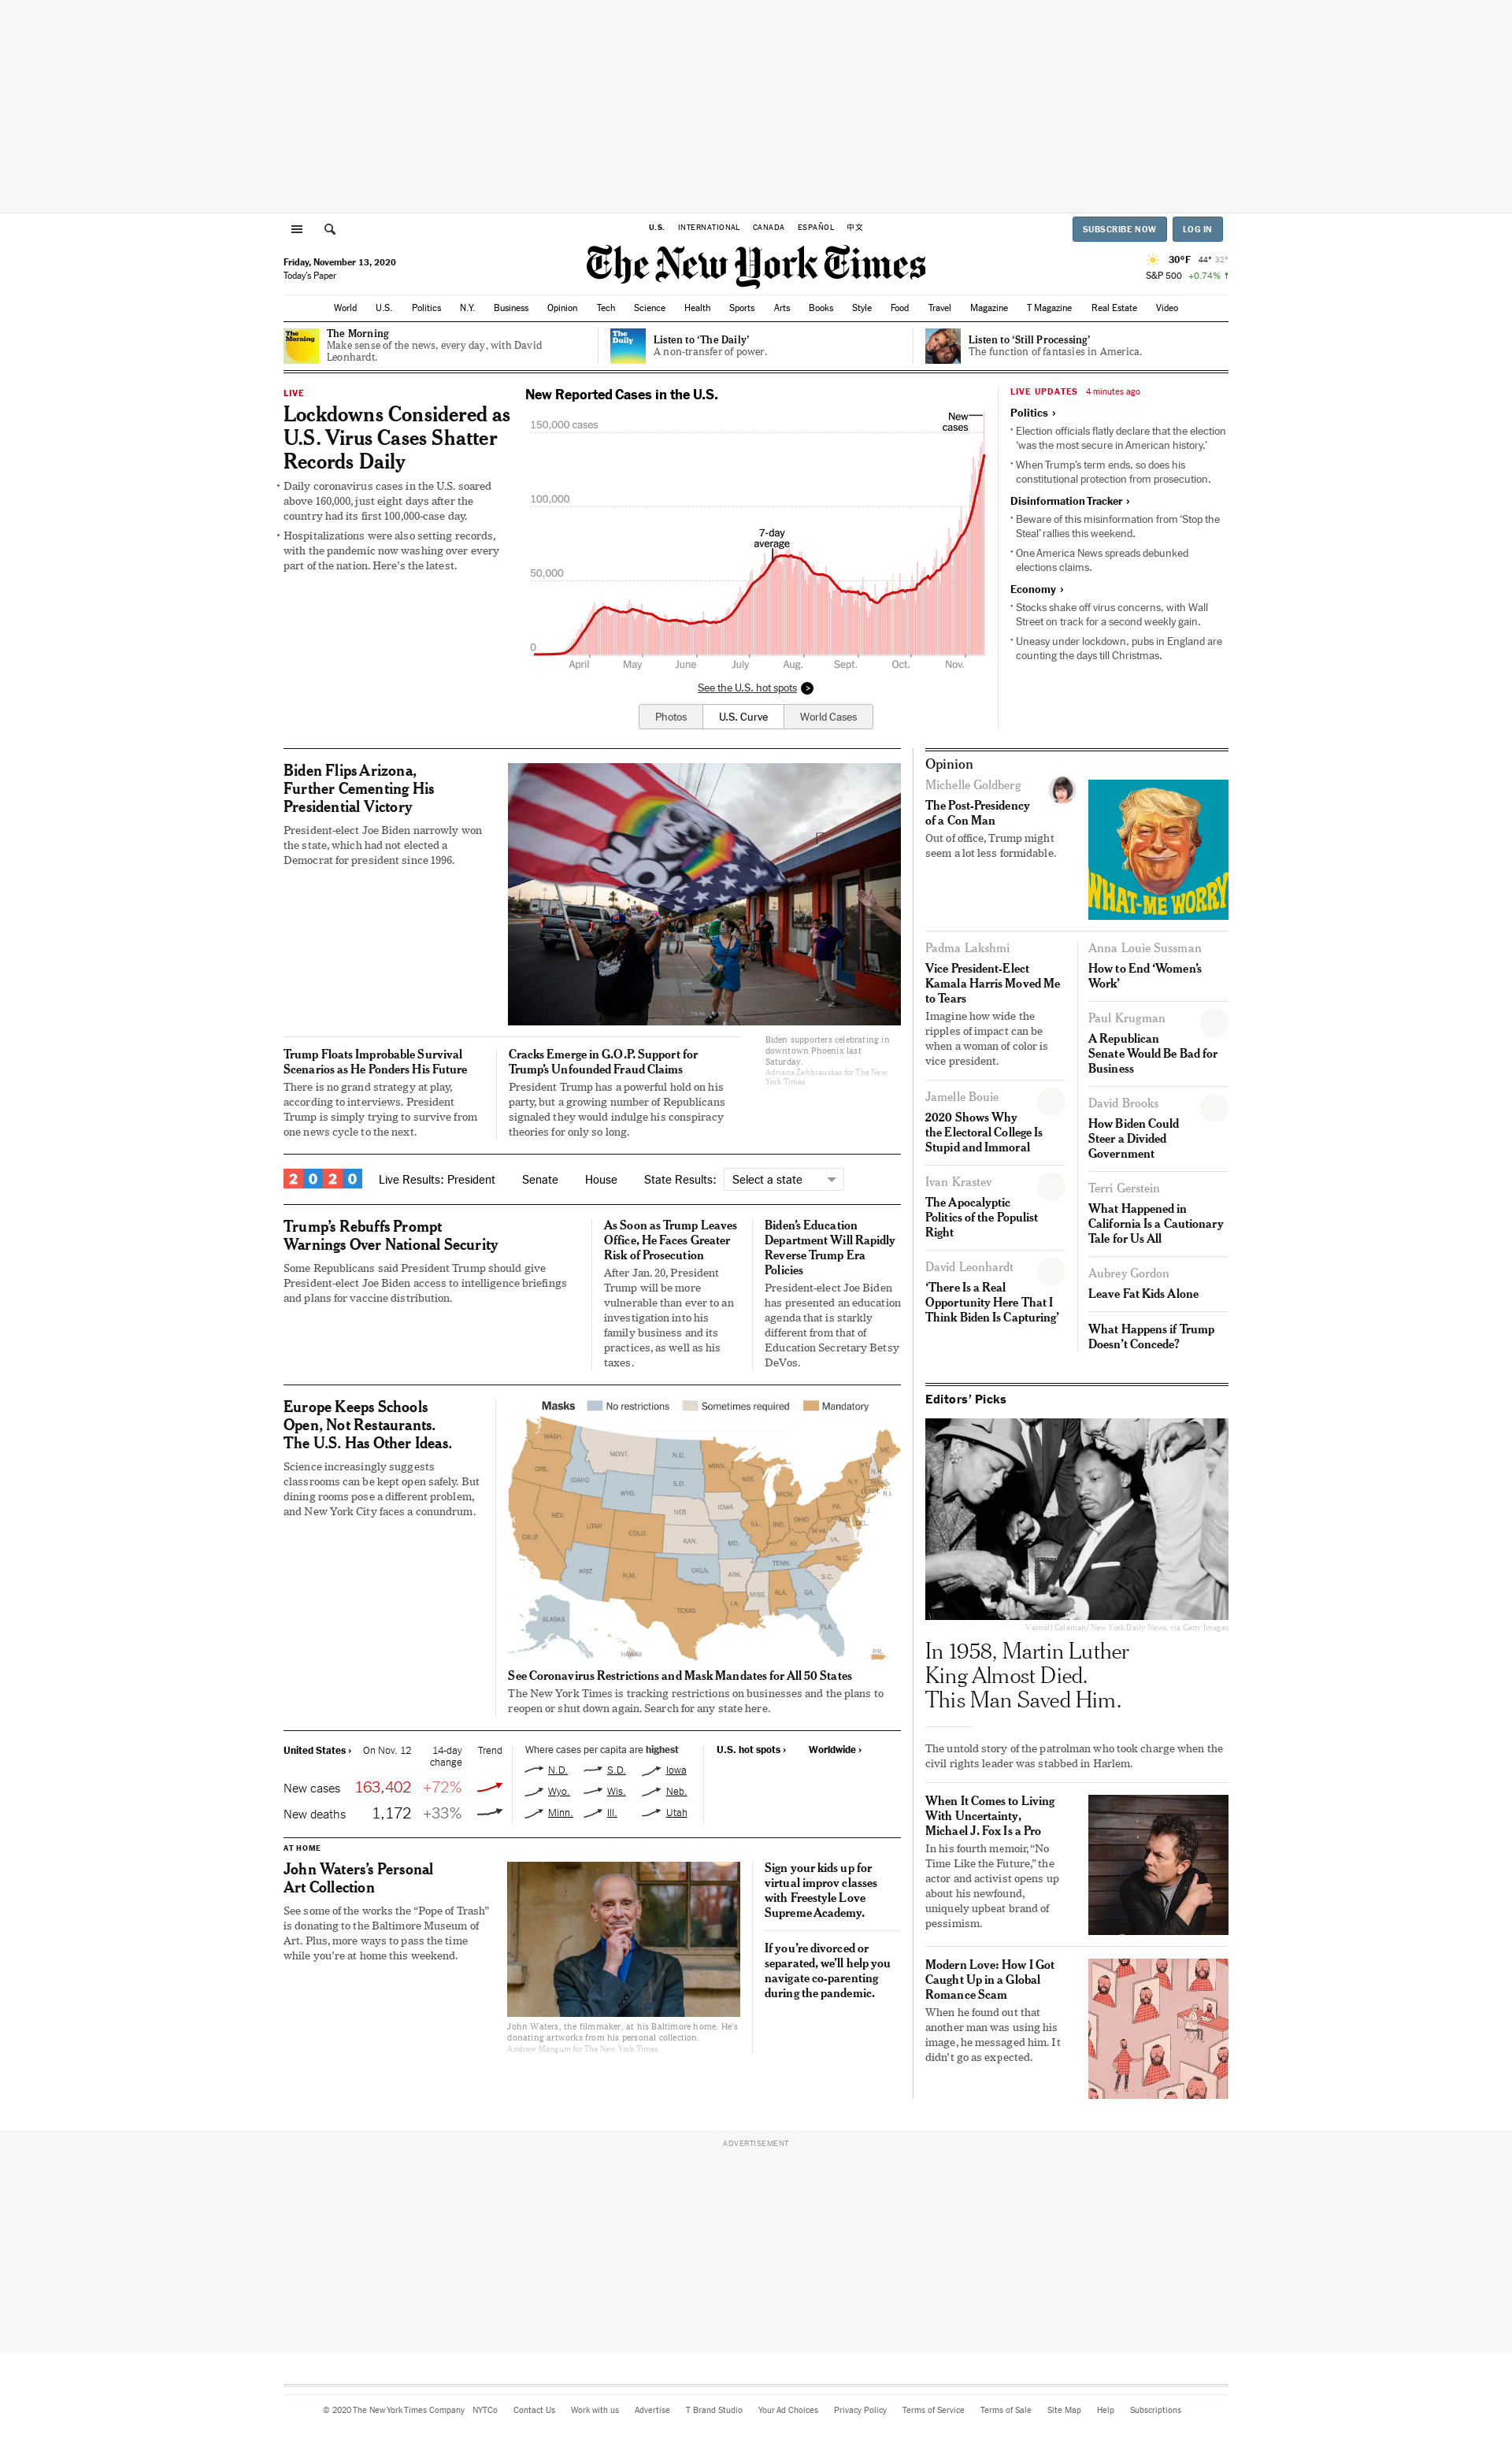 U.S. INTERNATIONAL CANADA ESPAÑOL 中文
SUBSCRIBE NOW LOG IN
Friday, November 13, 2020
Today's Paper
The New York Times
30°F 44° 32°
S&P 500 +0.74% ↑
World U.S. Politics N.Y. Business Opinion Tech Science Health Sports Arts Books Style Food Travel Magazine T Magazine Real Estate Video
The Morning
The Morning
Make sense of the news, every day, with David
Leonhardt.
The Daily
Listen to ‘The Daily’
A non-transfer of power.
Listen to ‘Still Processing’
The function of fantasies in America.
LIVE
Lockdowns Considered as
U.S. Virus Cases Shatter
Records Daily
• Daily coronavirus cases in the U.S. soared
above 160,000, just eight days after the
country had its first 100,000-case day.
• Hospitalizations were also setting records,
with the pandemic now washing over every
part of the nation. Here’s the latest.
New Reported Cases in the U.S.
150,000 cases
New
cases
100,000
7-day
average
50,000
0
April May June July Aug. Sept. Oct. Nov.
See the U.S. hot spots >
Photos U.S. Curve World Cases
LIVE UPDATES 4 minutes ago
Politics ›
• Election officials flatly declare that the election
‘was the most secure in American history.’
• When Trump’s term ends, so does his
constitutional protection from prosecution.
Disinformation Tracker ›
• Beware of this misinformation from ‘Stop the
Steal’ rallies this weekend.
• One America News spreads debunked
elections claims.
Economy ›
• Stocks shake off virus concerns, with Wall
Street on track for a second weekly gain.
• Uneasy under lockdown, pubs in England are
counting the days till Christmas.
Biden Flips Arizona,
Further Cementing His
Presidential Victory
President-elect Joe Biden narrowly won
the state, which had not elected a
Democrat for president since 1996.
Biden supporters celebrating in
downtown Phoenix last
Saturday.
Adriana Zehbrauskas for The New
York Times
Trump Floats Improbable Survival
Scenarios as He Ponders His Future
There is no grand strategy at play,
according to interviews. President
Trump is simply trying to survive from
one news cycle to the next.
Cracks Emerge in G.O.P. Support for
Trump’s Unfounded Fraud Claims
President Trump has a powerful hold on his
party, but a growing number of Republicans
signaled they would indulge his conspiracy
theories for only so long.
2020 Live Results: President Senate House State Results: Select a state
Trump’s Rebuffs Prompt
Warnings Over National Security
Some Republicans said President Trump should give
President-elect Joe Biden access to intelligence briefings
and plans for vaccine distribution.
As Soon as Trump Leaves
Office, He Faces Greater
Risk of Prosecution
After Jan. 20, President
Trump will be more
vulnerable than ever to an
investigation into his
family business and its
practices, as well as his
taxes.
Biden’s Education
Department Will Rapidly
Reverse Trump Era
Policies
President-elect Joe Biden
has presented an education
agenda that is starkly
different from that of
Education Secretary Betsy
DeVos.
Europe Keeps Schools
Open, Not Restaurants.
The U.S. Has Other Ideas.
Science increasingly suggests
classrooms can be kept open safely. But
dining rooms pose a different problem,
and New York City faces a conundrum.
Masks No restrictions Sometimes required Mandatory
WASH. MONT. N.D. MINN. ME.
ORE. IDAHO WYO. S.D. WIS. MICH. N.Y. VT. N.H. MASS. CONN. R.I.
NEV. UTAH COLO. NEB. IOWA ILL. IND. OHIO PA. N.J. MD. DEL.
CALIF. KAN. MO. KY. W.VA. VA.
ARIZ. N.M. OKLA. ARK. TENN. N.C. S.C.
TEXAS LA. MISS. ALA. GA. FLA.
ALASKA HAWAII PR.
See Coronavirus Restrictions and Mask Mandates for All 50 States
The New York Times is tracking restrictions on businesses and the plans to
reopen or shut down again. Search for any state here.
United States › On Nov. 12 14-day change Trend
New cases 163,402 +72%
New deaths 1,172 +33%
Where cases per capita are highest
N.D. S.D. Iowa
Wyo. Wis. Neb.
Minn. Ill. Utah
U.S. hot spots › Worldwide ›
AT HOME
John Waters’s Personal
Art Collection
See some of the works the “Pope of Trash”
is donating to the Baltimore Museum of
Art. Plus, more ways to pass the time
while you’re at home this weekend.
John Waters, the filmmaker, at his Baltimore home. He’s
donating artworks from his personal collection.
Andrew Mangum for The New York Times
Sign your kids up for
virtual improv classes
with Freestyle Love
Supreme Academy.
If you’re divorced or
separated, we’ll help you
navigate co-parenting
during the pandemic.
Opinion
Michelle Goldberg
The Post-Presidency
of a Con Man
Out of office, Trump might
seem a lot less formidable.
WHAT-ME WORRY
Padma Lakshmi
Vice President-Elect
Kamala Harris Moved Me
to Tears
Imagine how wide the
ripples of impact can be
when a woman of color is
vice president.
Jamelle Bouie
2020 Shows Why
the Electoral College Is
Stupid and Immoral
Ivan Krastev
The Apocalyptic
Politics of the Populist
Right
David Leonhardt
‘There Is a Real
Opportunity Here That I
Think Biden Is Capturing’
Anna Louie Sussman
How to End ‘Women’s
Work’
Paul Krugman
A Republican
Senate Would Be Bad for
Business
David Brooks
How Biden Could
Steer a Divided
Government
Terri Gerstein
What Happened in
California Is a Cautionary
Tale for Us All
Aubrey Gordon
Leave Fat Kids Alone
What Happens if Trump
Doesn’t Concede?
Editors’ Picks
Vernoll Coleman/New York Daily News, via Getty Images
In 1958, Martin Luther
King Almost Died.
This Man Saved Him.
The untold story of the patrolman who took charge when the
civil rights leader was stabbed in Harlem.
When It Comes to Living
With Uncertainty,
Michael J. Fox Is a Pro
In his fourth memoir, “No
Time Like the Future,” the
actor and activist opens up
about his newfound,
uniquely upbeat brand of
pessimism.
Modern Love: How I Got
Caught Up in a Global
Romance Scam
When he found out that
another man was using his
image, he messaged him. It
didn’t go as expected.
ADVERTISEMENT
© 2020 The New York Times Company NYTCo Contact Us Work with us Advertise T Brand Studio Your Ad Choices Privacy Policy Terms of Service Terms of Sale Site Map Help Subscriptions